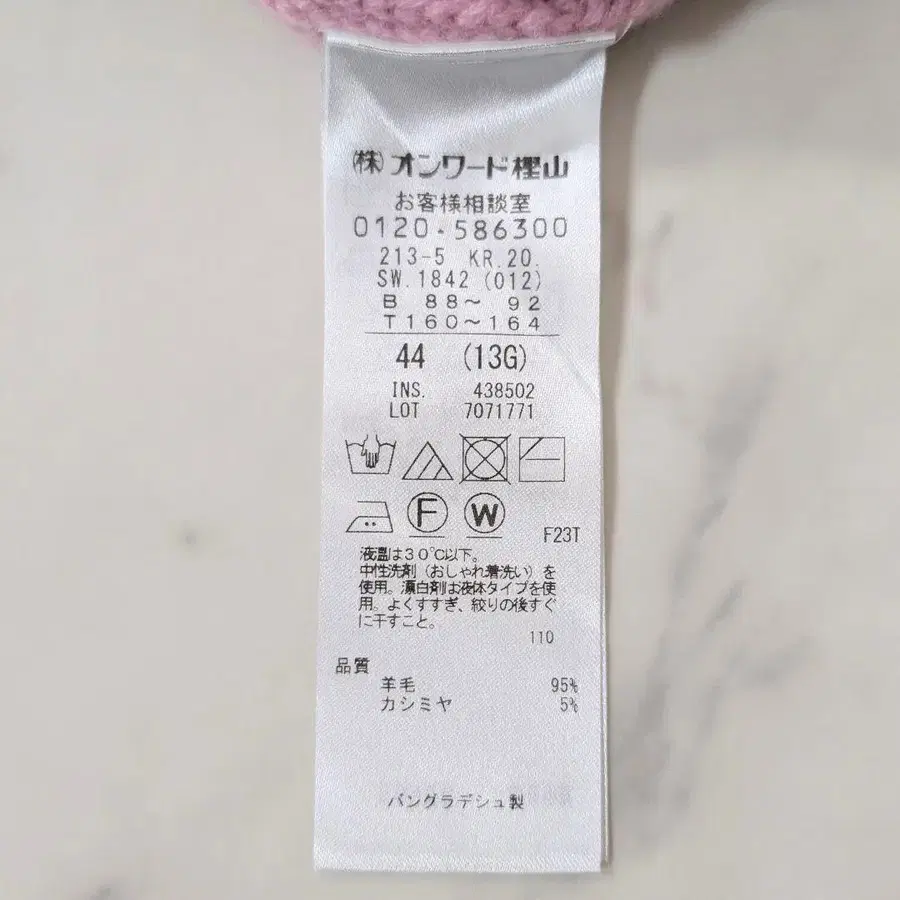 (株)オンワード樫山
お客様相談室
0120-586300
213-5 KR.20.
SW.1842 (012)
B 88～ 92
T160～164
44 (13G)
INS. 438502
LOT 7071771
F
W
F23T
液温は30℃以下。
中性洗剤（おしゃれ着洗い）を
使用。漂白剤は液体タイプを使
用。よくすすぎ、絞りの後すぐ
に干すこと。
110
品質
羊毛 95%
カシミヤ 5%
バングラデシュ製